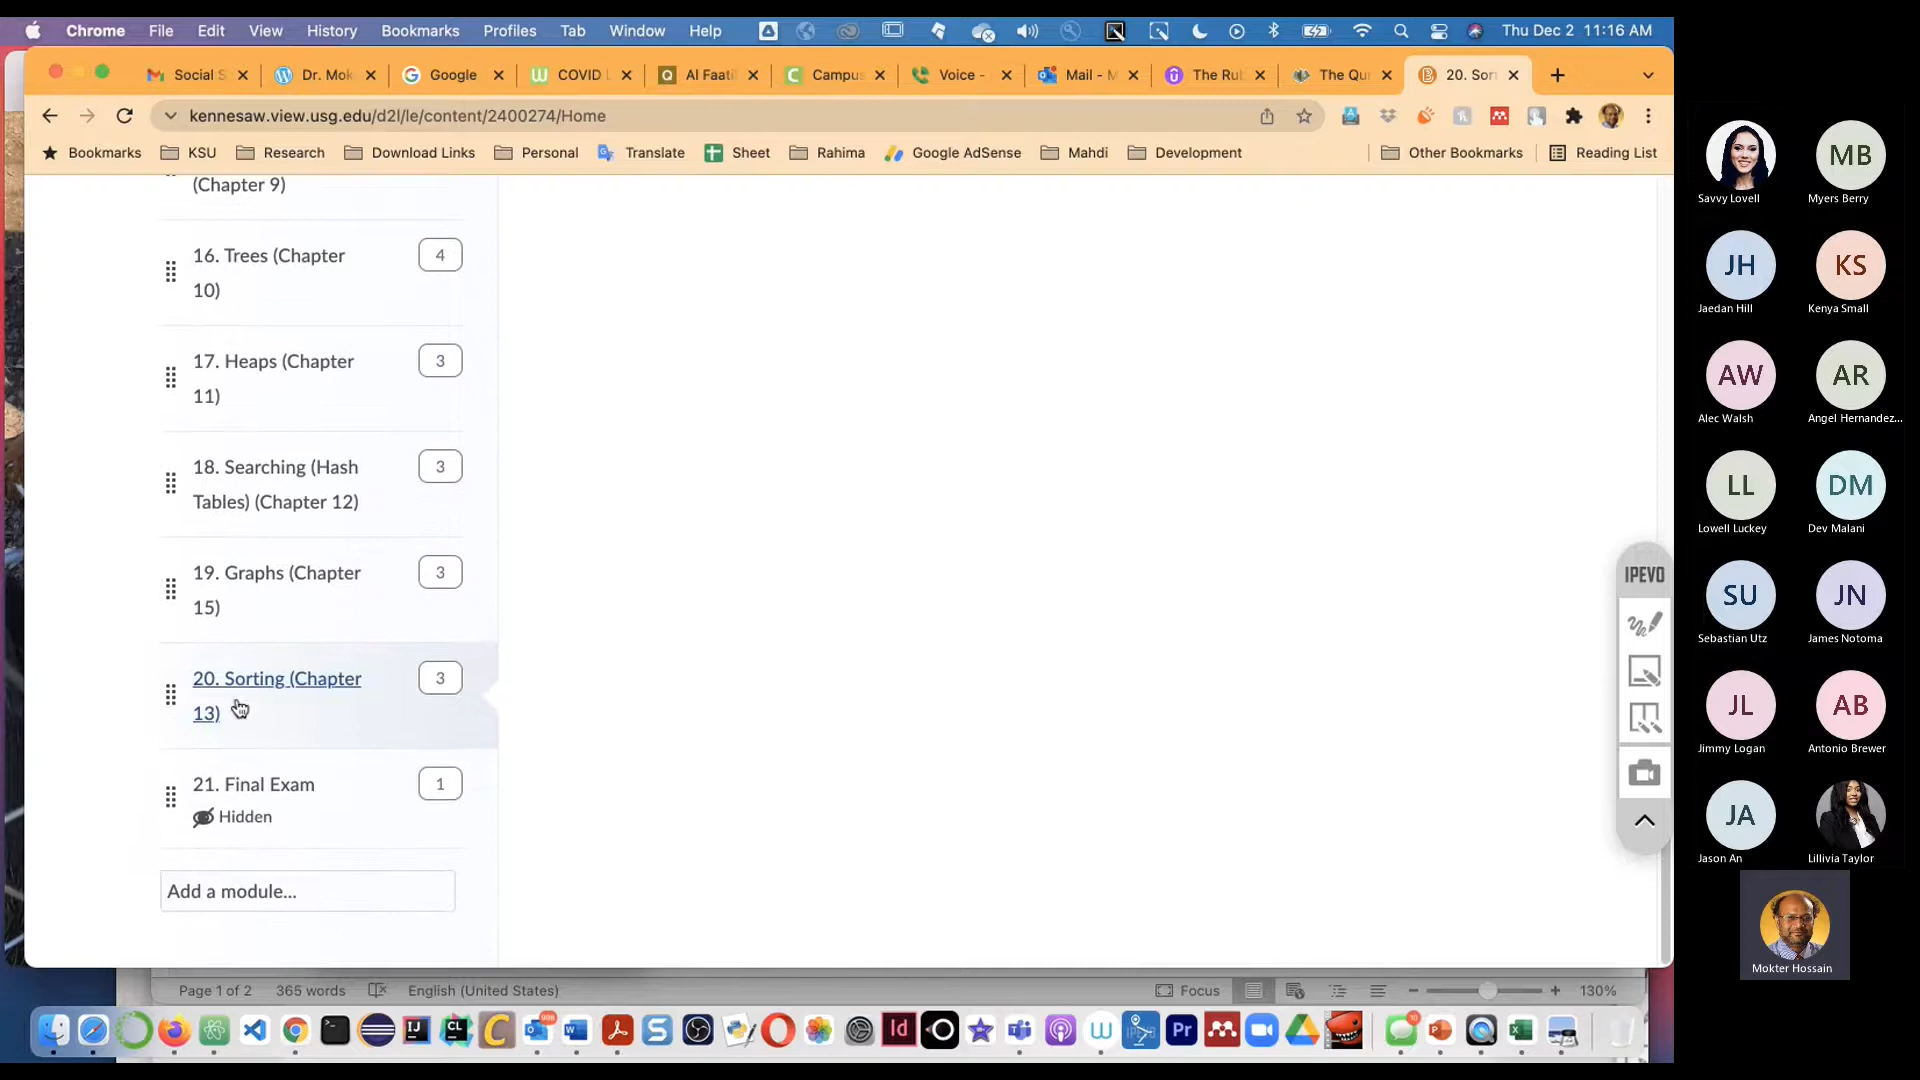 Chrome File Edit View History Bookmarks Profiles Tab Window Help Thu Dec 2 11:16 AM
Social S Dr. Mok Google COVID Al Faati Campus Voice - Mail - M The Ru The Qur 20. Sor
kennesaw.view.usg.edu/d2l/le/content/2400274/Home
Bookmarks KSU Research Download Links Personal Translate Sheet Rahima Google AdSense Mahdi Development Other Bookmarks Reading List
(Chapter 9)
16. Trees (Chapter 4
10)
17. Heaps (Chapter 3
11)
18. Searching (Hash 3
Tables) (Chapter 12)
19. Graphs (Chapter 3
15)
20. Sorting (Chapter 3
13)
21. Final Exam 1
Hidden
Add a module...
IPEVO
Page 1 of 2 365 words English (United States) Focus 130%
MB
Savvy Lovell Myers Berry
JH KS
Jaedan Hill Kenya Small
AW AR
Alec Walsh Angel Hernandez...
LL DM
Lowell Luckey Dev Malani
SU JN
Sebastian Utz James Notoma
JL AB
Jimmy Logan Antonio Brewer
JA
Jason An Lillivia Taylor
Mokter Hossain